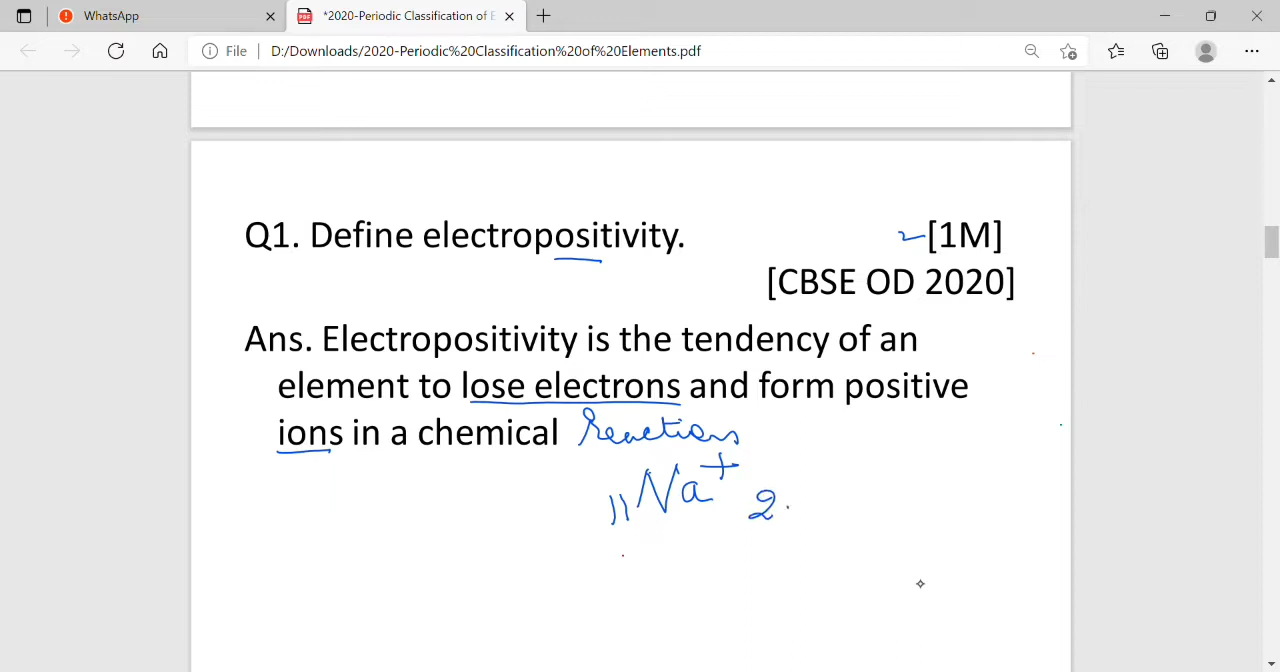 WhatsApp
*2020-Periodic Classification of E
File
D:/Downloads/2020-Periodic%20Classification%20of%20Elements.pdf
Q1. Define electropositivity. [1M]
[CBSE OD 2020]
Ans. Electropositivity is the tendency of an
element to lose electrons and form positive
ions in a chemical Reactions
11Na+ 2.